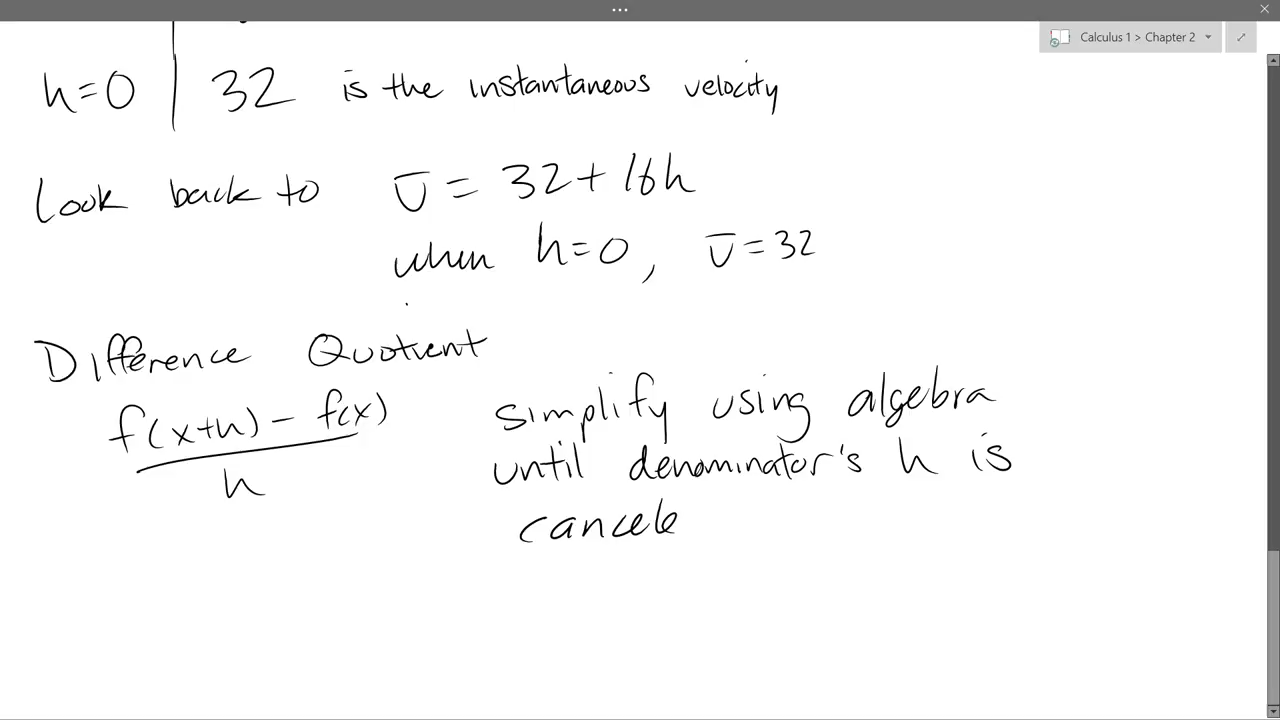 Calculus 1 > Chapter 2
h=0 | 32 is the instantaneous velocity
Look back to v̅ = 32+16h
when h=0, v̅=32
Difference Quotient
f(x+h) - f(x)
h
simplify using algebra
until denominator's h is
cancele